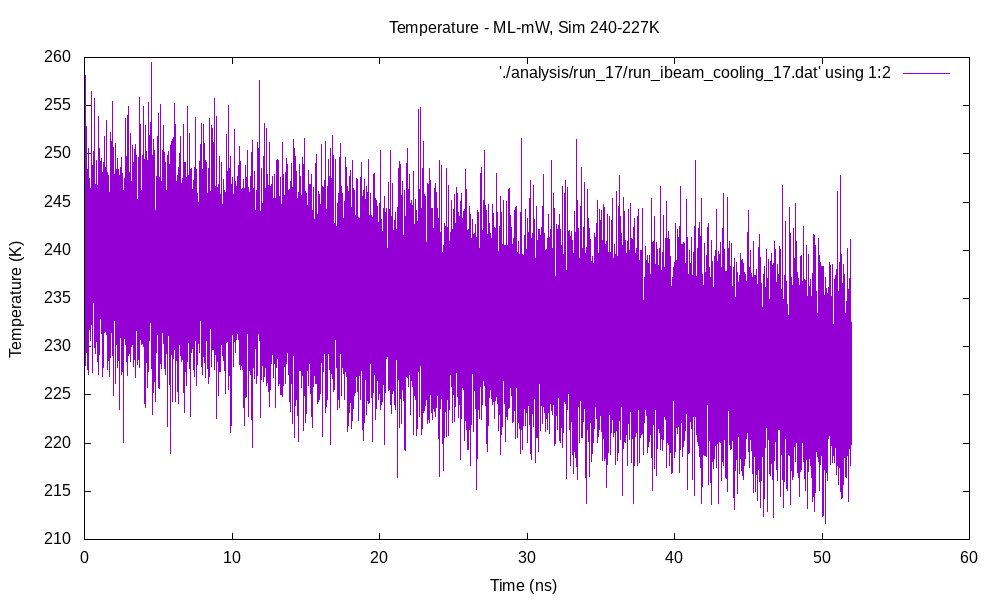 Temperature - ML-mW, Sim 240-227K
'./analysis/run_17/run_ibeam_cooling_17.dat' using 1:2
Temperature (K)
260
255
250
245
240
235
230
225
220
215
210
0 10 20 30 40 50 60
Time (ns)